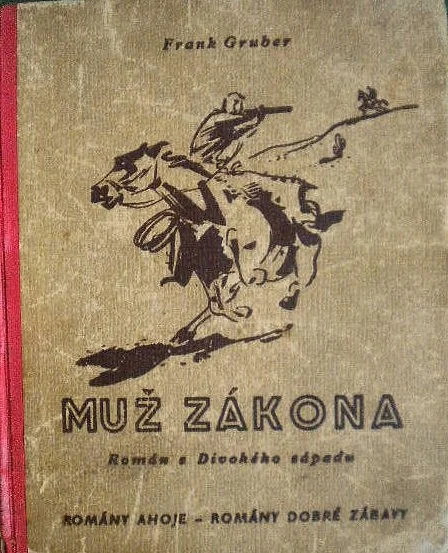 Frank Gruber
MUŽ ZÁKONA
Román z Divokého západu
ROMÁNY AHOJE - ROMÁNY DOBRÉ ZÁBAVY